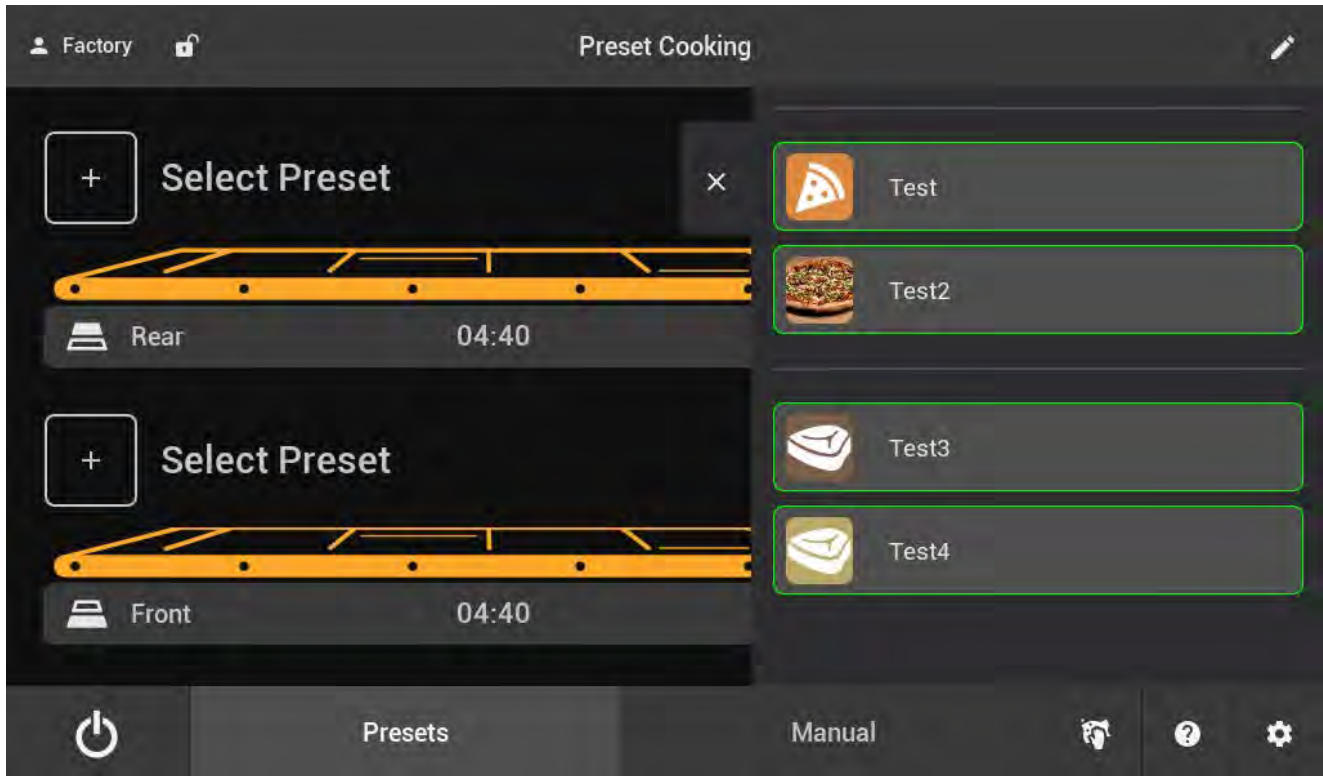 Factory
Preset Cooking
Select Preset
Rear 04:40
Select Preset
Front 04:40
Test
Test2
Test3
Test4
Presets
Manual